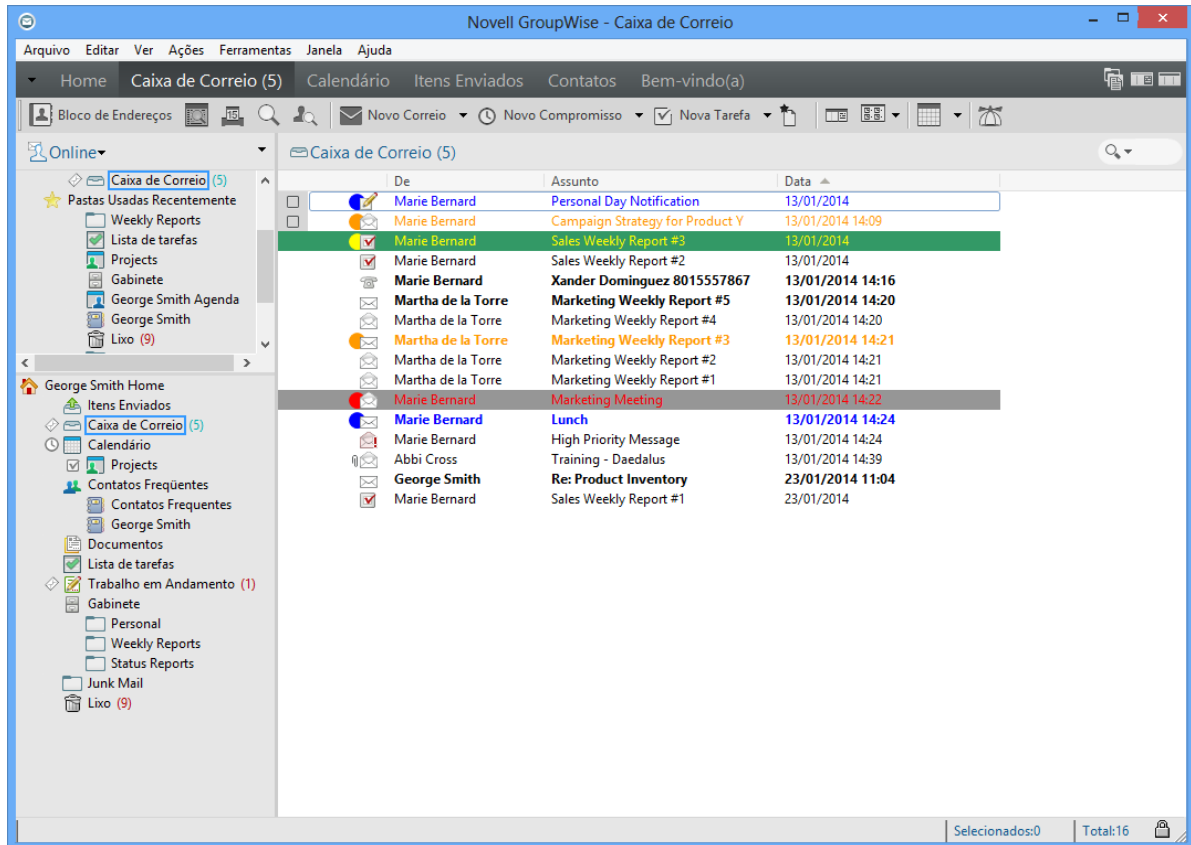 Novell GroupWise - Caixa de Correio
Arquivo Editar Ver Ações Ferramentas Janela Ajuda
Home Caixa de Correio (5) Calendário Itens Enviados Contatos Bem-vindo(a)
Bloco de Endereços 15 Novo Correio Novo Compromisso Nova Tarefa
Online
Caixa de Correio (5)
Pastas Usadas Recentemente
Weekly Reports
Lista de tarefas
Projects
Gabinete
George Smith Agenda
George Smith
Lixo (9)
George Smith Home
Itens Enviados
Caixa de Correio (5)
Calendário
Projects
Contatos Freqüentes
Contatos Frequentes
George Smith
Documentos
Lista de tarefas
Trabalho em Andamento (1)
Gabinete
Personal
Weekly Reports
Status Reports
Junk Mail
Lixo (9)
Caixa de Correio (5)
De Assunto Data
Marie Bernard Personal Day Notification 13/01/2014
Marie Bernard Campaign Strategy for Product Y 13/01/2014 14:09
Marie Bernard Sales Weekly Report #3 13/01/2014
Marie Bernard Sales Weekly Report #2 13/01/2014
Marie Bernard Xander Dominguez 8015557867 13/01/2014 14:16
Martha de la Torre Marketing Weekly Report #5 13/01/2014 14:20
Martha de la Torre Marketing Weekly Report #4 13/01/2014 14:20
Martha de la Torre Marketing Weekly Report #3 13/01/2014 14:21
Martha de la Torre Marketing Weekly Report #2 13/01/2014 14:21
Martha de la Torre Marketing Weekly Report #1 13/01/2014 14:21
Marie Bernard Marketing Meeting 13/01/2014 14:22
Marie Bernard Lunch 13/01/2014 14:24
Marie Bernard High Priority Message 13/01/2014 14:24
Abbi Cross Training - Daedalus 13/01/2014 14:39
George Smith Re: Product Inventory 23/01/2014 11:04
Marie Bernard Sales Weekly Report #1 23/01/2014
Selecionados:0 Total:16